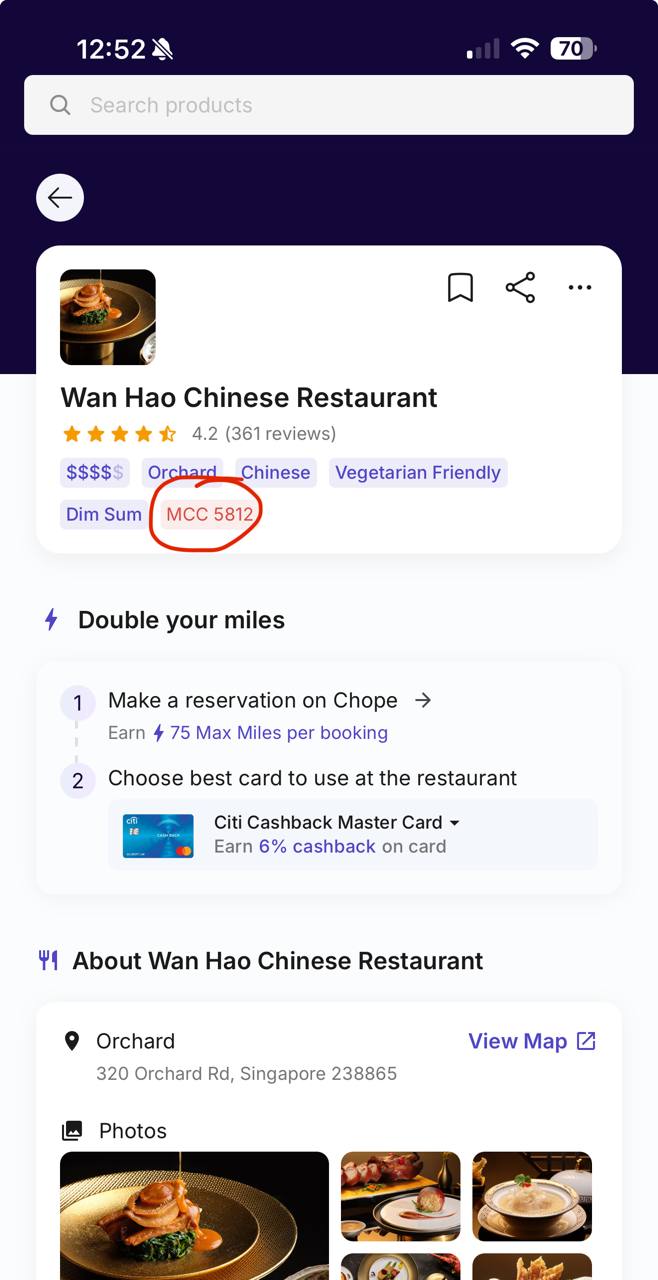 12:52
70
Search products
Wan Hao Chinese Restaurant
4.2 (361 reviews)
$$$$$ Orchard Chinese Vegetarian Friendly
Dim Sum MCC 5812
Double your miles
1 Make a reservation on Chope
Earn 75 Max Miles per booking
2 Choose best card to use at the restaurant
citi
CASH BACK
Citi Cashback Master Card
Earn 6% cashback on card
About Wan Hao Chinese Restaurant
Orchard View Map
320 Orchard Rd, Singapore 238865
Photos